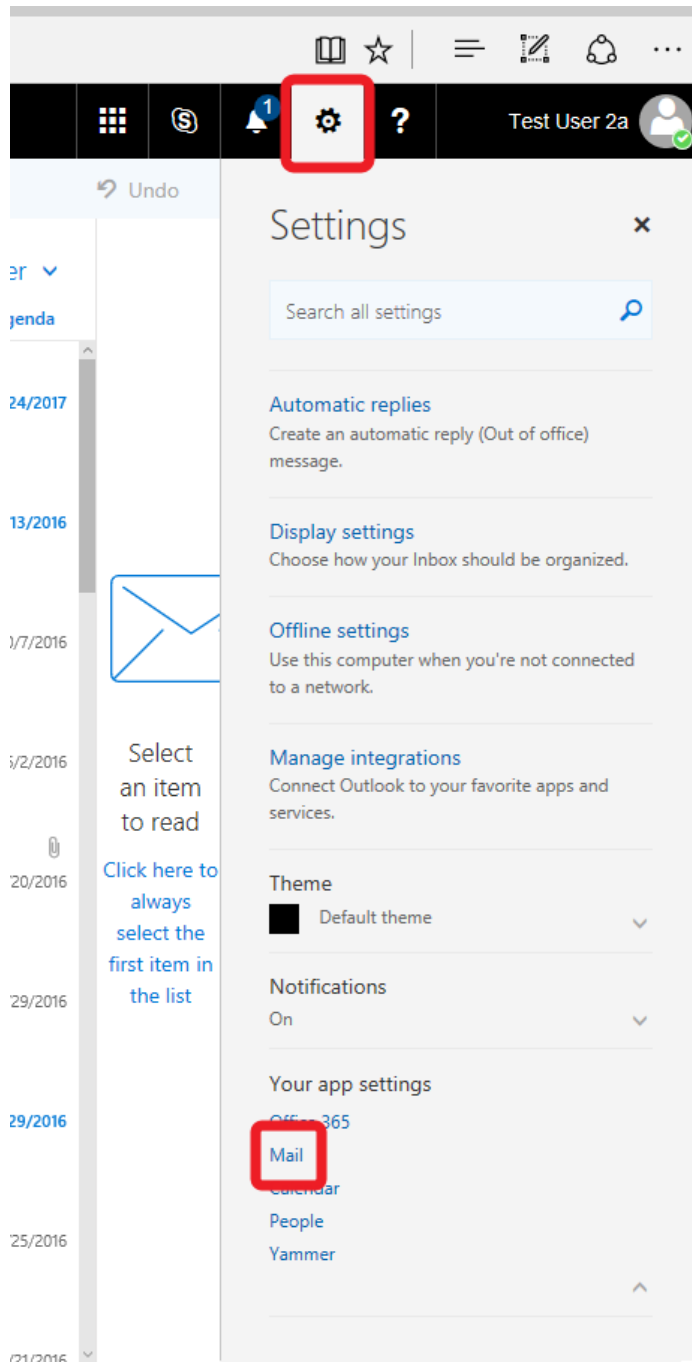 1
?
Test User 2a
Undo
er
genda
24/2017
13/2016
/7/2016
/2/2016
20/2016
29/2016
29/2016
25/2016
/21/2016
Select
an item
to read
Click here to
always
select the
first item in
the list
Settings
Search all settings
Automatic replies
Create an automatic reply (Out of office)
message.
Display settings
Choose how your Inbox should be organized.
Offline settings
Use this computer when you're not connected
to a network.
Manage integrations
Connect Outlook to your favorite apps and
services.
Theme
Default theme
Notifications
On
Your app settings
Office 365
Mail
Calendar
People
Yammer